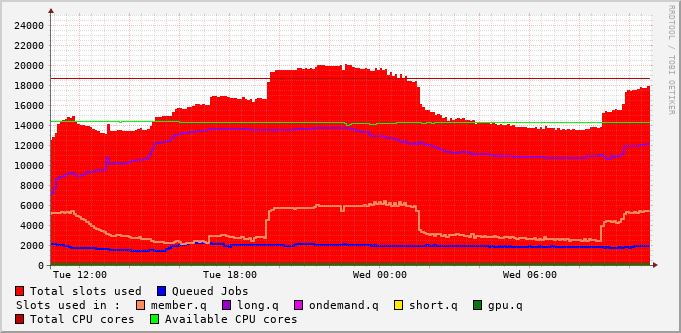 RRDTOOL / TOBI OETIKER
24000
22000
20000
18000
16000
14000
12000
10000
8000
6000
4000
2000
0
Tue 12:00 Tue 18:00 Wed 00:00 Wed 06:00
Total slots used Queued Jobs
Slots used in : member.q long.q ondemand.q short.q gpu.q
Total CPU cores Available CPU cores